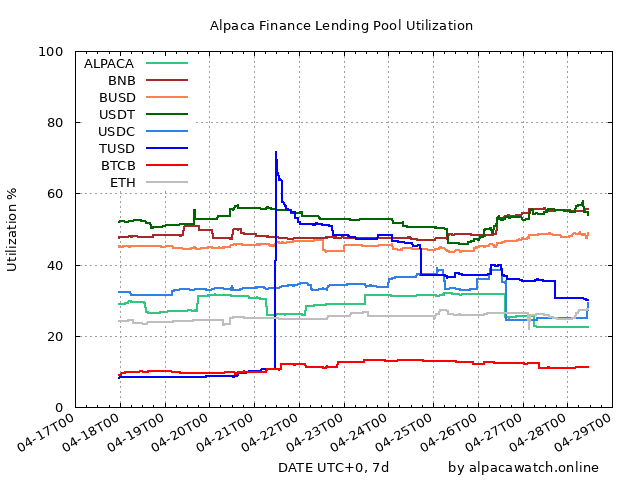 Alpaca Finance Lending Pool Utilization
Utilization %
100
80
60
40
20
0
ALPACA
BNB
BUSD
USDT
USDC
TUSD
BTCB
ETH
04-17T00
04-18T00
04-19T00
04-20T00
04-21T00
04-22T00
04-23T00
04-24T00
04-25T00
04-26T00
04-27T00
04-28T00
04-29T00
DATE UTC+0, 7d
by alpacawatch.online